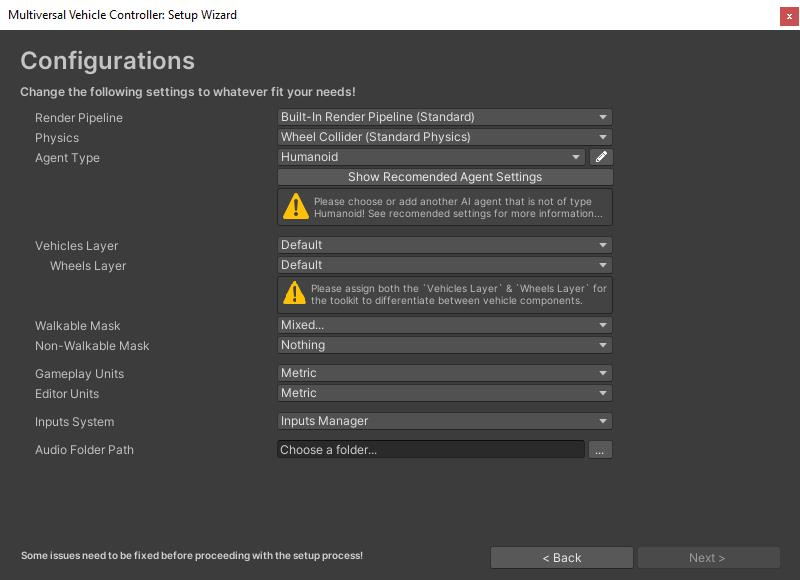 Multiversal Vehicle Controller: Setup Wizard
x
Configurations
Change the following settings to whatever fit your needs!
Render Pipeline Built-In Render Pipeline (Standard)
Physics Wheel Collider (Standard Physics)
Agent Type Humanoid
Show Recomended Agent Settings
Please choose or add another AI agent that is not of type
Humanoid! See recomended settings for more information...
Vehicles Layer Default
Wheels Layer Default
Please assign both the `Vehicles Layer` & `Wheels Layer` for
the toolkit to differentiate between vehicle components.
Walkable Mask Mixed...
Non-Walkable Mask Nothing
Gameplay Units Metric
Editor Units Metric
Inputs System Inputs Manager
Audio Folder Path Choose a folder... ...
Some issues need to be fixed before proceeding with the setup process! < Back Next >